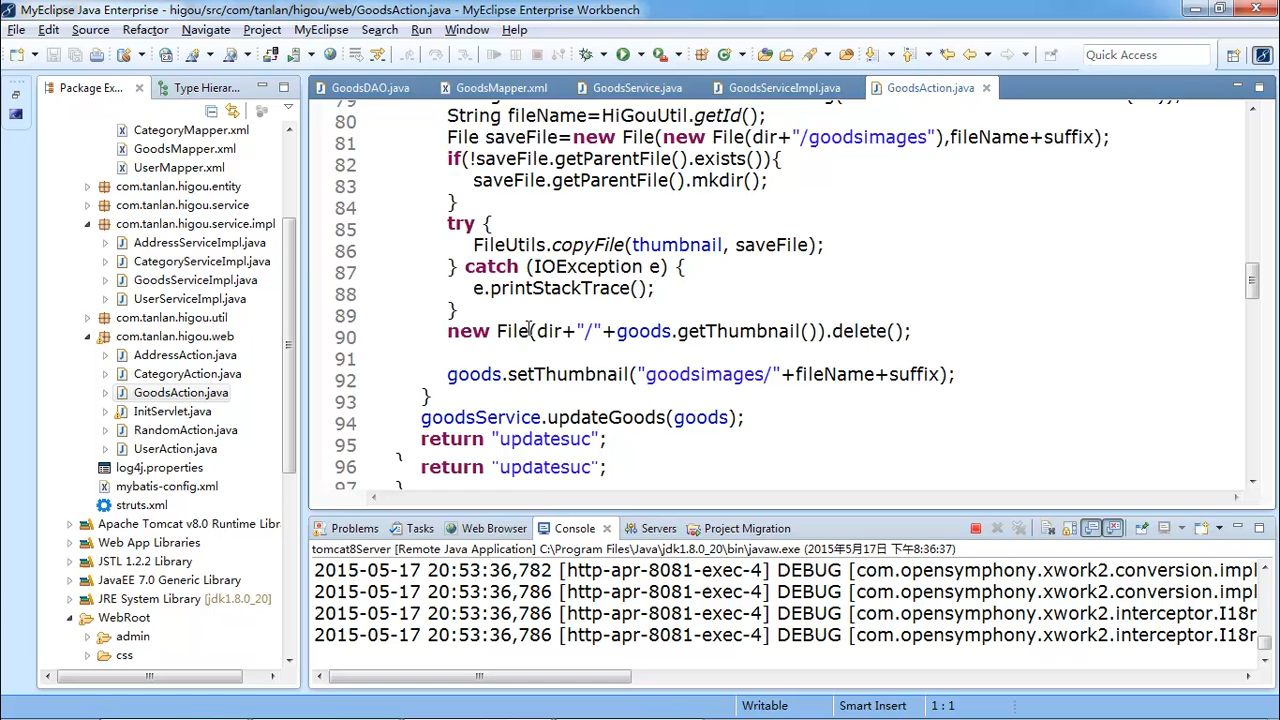 MyEclipse Java Enterprise - higou/src/com/tanlan/higou/web/GoodsAction.java - MyEclipse Enterprise Workbench
File Edit Source Refactor Navigate Project MyEclipse Search Run Window Help
Quick Access
Package Ex...
Type Hierar...
CategoryMapper.xml
GoodsMapper.xml
UserMapper.xml
com.tanlan.higou.entity
com.tanlan.higou.service
com.tanlan.higou.service.impl
AddressServiceImpl.java
CategoryServiceImpl.java
GoodsServiceImpl.java
UserServiceImpl.java
com.tanlan.higou.util
com.tanlan.higou.web
AddressAction.java
CategoryAction.java
GoodsAction.java
InitServlet.java
RandomAction.java
UserAction.java
log4j.properties
mybatis-config.xml
struts.xml
Apache Tomcat v8.0 Runtime Libr
Web App Libraries
JSTL 1.2.2 Library
JavaEE 7.0 Generic Library
JRE System Library [jdk1.8.0_20]
WebRoot
admin
css
GoodsDAO.java GoodsMapper.xml GoodsService.java GoodsServiceImpl.java GoodsAction.java
79
80 String fileName=HiGouUtil.getId();
81 File saveFile=new File(new File(dir+"/goodsimages"),fileName+suffix);
82 if(!saveFile.getParentFile().exists()){
83 saveFile.getParentFile().mkdir();
84 }
85 try {
86 FileUtils.copyFile(thumbnail, saveFile);
87 } catch (IOException e) {
88 e.printStackTrace();
89 }
90 new File(dir+"/"+goods.getThumbnail()).delete();
91
92 goods.setThumbnail("goodsimages/"+fileName+suffix);
93 }
94 goodsService.updateGoods(goods);
95 return "updatesuc";
96 return "updatesuc";
97 }
Problems Tasks Web Browser Console Servers Project Migration
tomcat8Server [Remote Java Application] C:\Program Files\Java\jdk1.8.0_20\bin\javaw.exe (2015年5月17日 下午8:36:37)
2015-05-17 20:53:36,782 [http-apr-8081-exec-4] DEBUG [com.opensymphony.xwork2.conversion.impl
2015-05-17 20:53:36,786 [http-apr-8081-exec-4] DEBUG [com.opensymphony.xwork2.conversion.impl
2015-05-17 20:53:36,786 [http-apr-8081-exec-4] DEBUG [com.opensymphony.xwork2.interceptor.I18n
2015-05-17 20:53:36,786 [http-apr-8081-exec-4] DEBUG [com.opensymphony.xwork2.interceptor.I18n
Writable Smart Insert 1 : 1